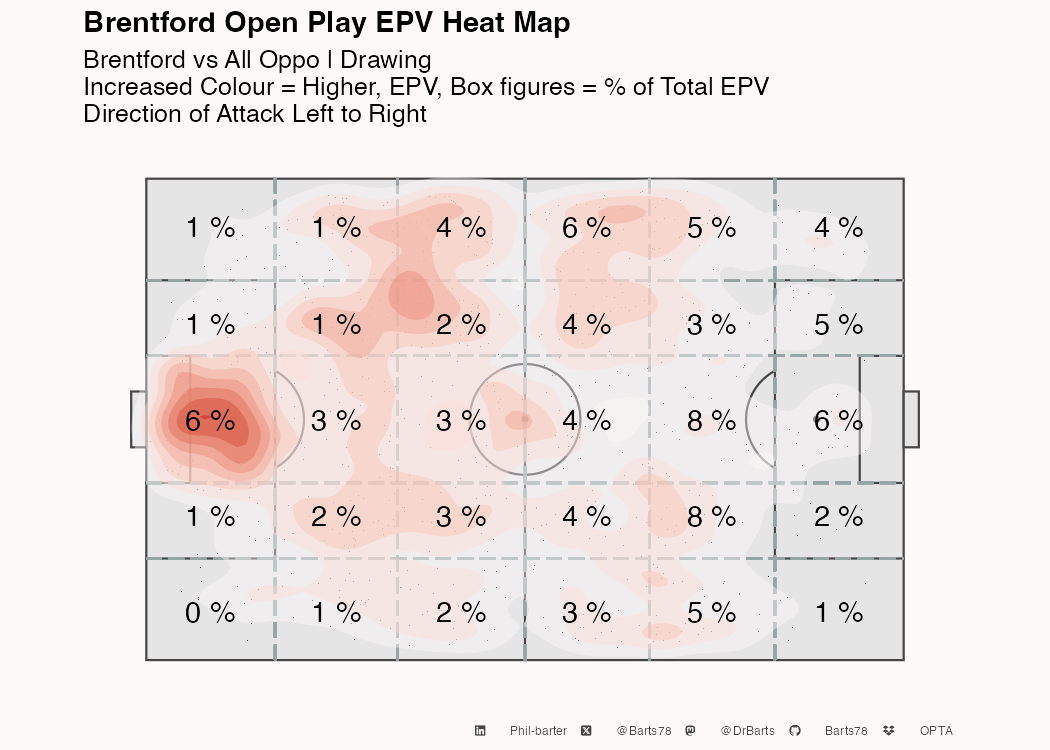 Brentford Open Play EPV Heat Map
Brentford vs All Oppo | Drawing
Increased Colour = Higher, EPV, Box figures = % of Total EPV
Direction of Attack Left to Right
1 % 1 % 4 % 6 % 5 % 4 %
1 % 1 % 2 % 4 % 3 % 5 %
6 % 3 % 3 % 4 % 8 % 6 %
1 % 2 % 3 % 4 % 8 % 2 %
0 % 1 % 2 % 3 % 5 % 1 %
Phil-barter @Barts78 @DrBarts Barts78 OPTA